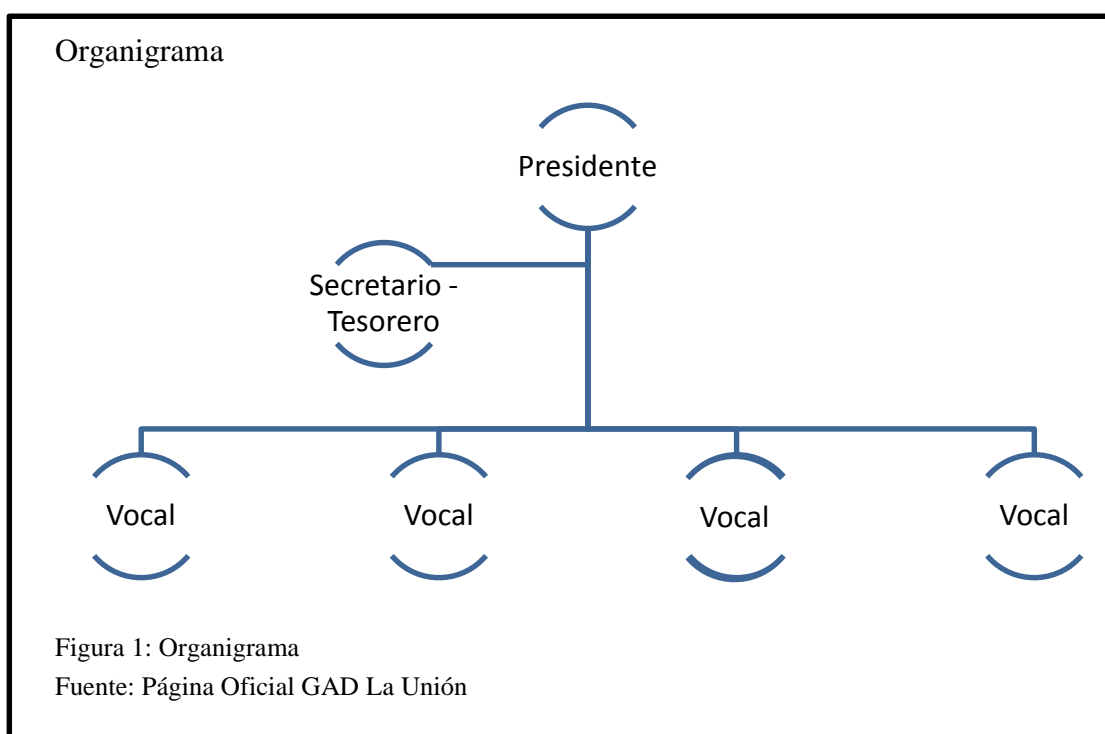 Organigrama
Presidente
Secretario -
Tesorero
Vocal
Vocal
Vocal
Vocal
Figura 1: Organigrama
Fuente: Página Oficial GAD La Unión